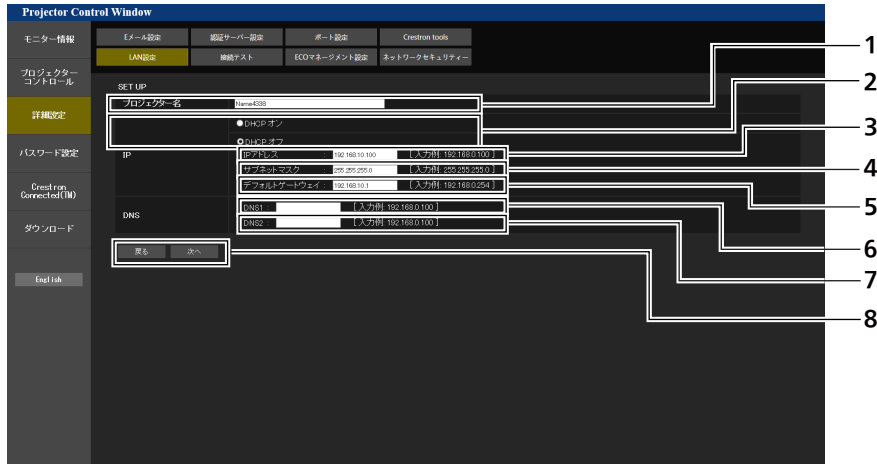 Projector Control Window
モニター情報
プロジェクター
コントロール
詳細設定
パスワード設定
Crestron
Connected(TM)
ダウンロード
English
Eメール設定 認証サーバー設定 ポート設定 Crestron tools
LAN設定 接続テスト ECOマネージメント設定 ネットワークセキュリティー
SET UP
プロジェクター名 Name4338
DHCP オン
DHCP オフ
IP
IPアドレス : 192.168.10.100 [入力例: 192.168.0.100]
サブネットマスク : 255.255.255.0 [入力例: 255.255.255.0]
デフォルトゲートウェイ : 192.168.10.1 [入力例: 192.168.0.254]
DNS
DNS1 : [入力例: 192.168.0.100]
DNS2 : [入力例: 192.168.0.100]
戻る 次へ
1
2
3
4
5
6
7
8